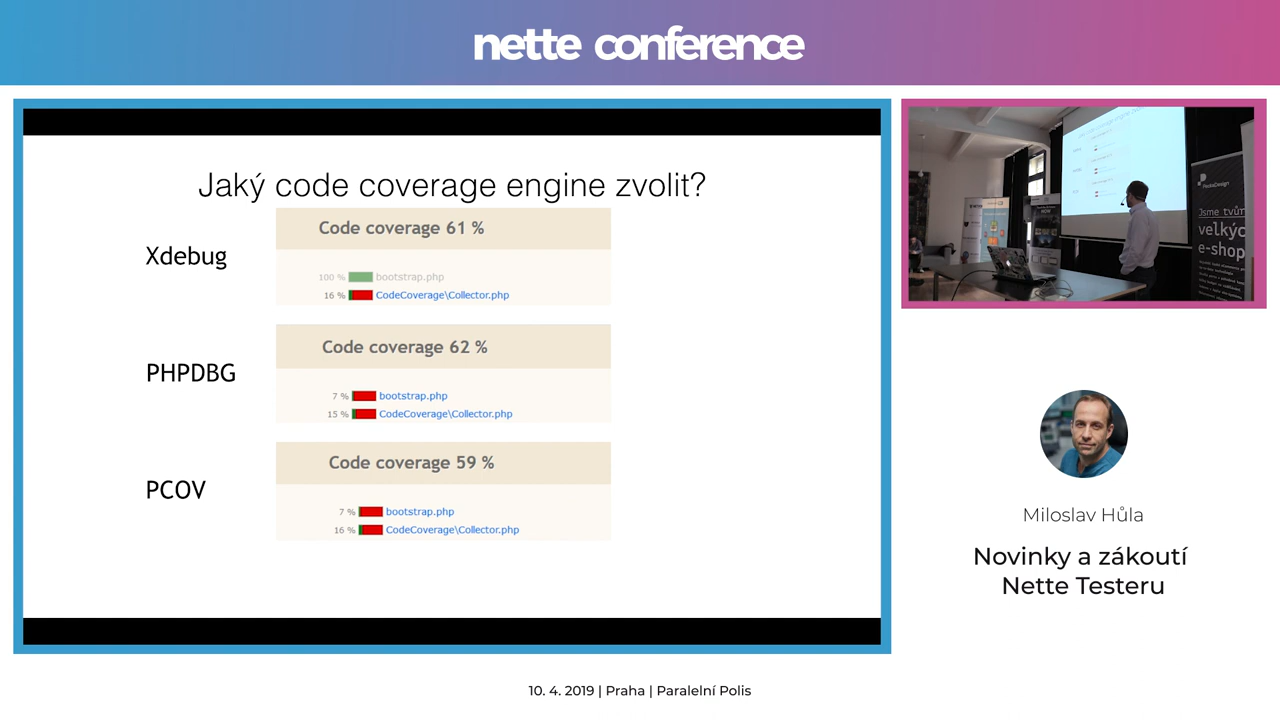 nette conference
Jaký code coverage engine zvolit?
Xdebug
Code coverage 61 %
100 % bootstrap.php
16 % CodeCoverage\Collector.php
PHPDBG
Code coverage 62 %
7 % bootstrap.php
15 % CodeCoverage\Collector.php
PCOV
Code coverage 59 %
7 % bootstrap.php
16 % CodeCoverage\Collector.php
PeckaDesign
Jsme tvůr
velkýc
e-shop
Miloslav Hůla
Novinky a zákoutí
Nette Testeru
10. 4. 2019 | Praha | Paralelní Polis